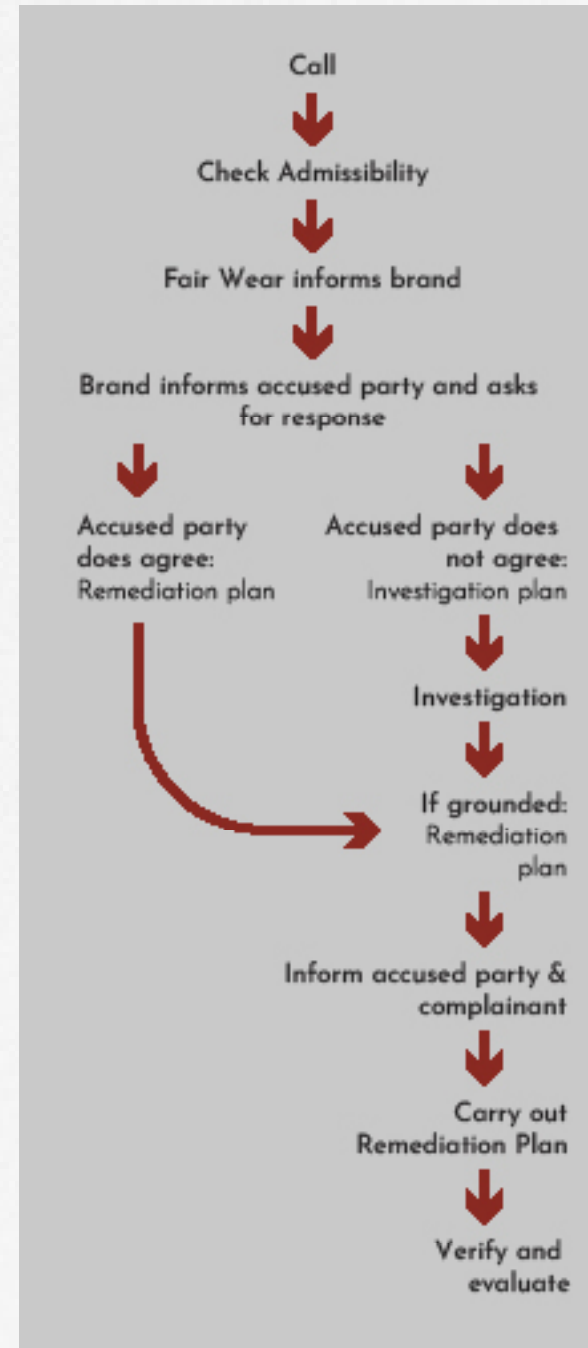 Call
Check Admissibility
Fair Wear informs brand
Brand informs accused party and asks
for response
Accused party
does agree:
Remediation plan
Accused party does
not agree:
Investigation plan
Investigation
If grounded:
Remediation
plan
Inform accused party &
complainant
Carry out
Remediation Plan
Verify and
evaluate